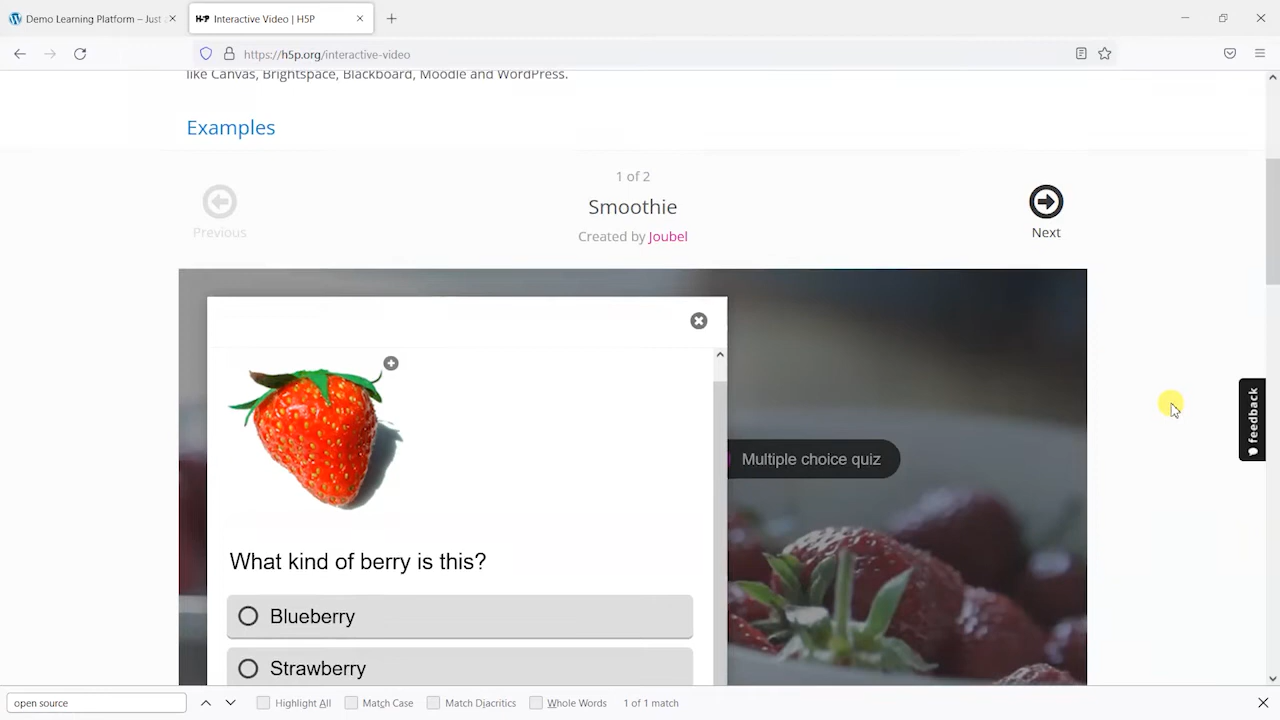 Demo Learning Platform – Just
H-P Interactive Video | H5P
https://h5p.org/interactive-video
like Canvas, Brightspace, Blackboard, Moodle and WordPress.
Examples
1 of 2
Smoothie
Created by Joubel
Previous
Next
What kind of berry is this?
Blueberry
Strawberry
Multiple choice quiz
feedback
open source
Highlight All
Match Case
Match Diacritics
Whole Words
1 of 1 match